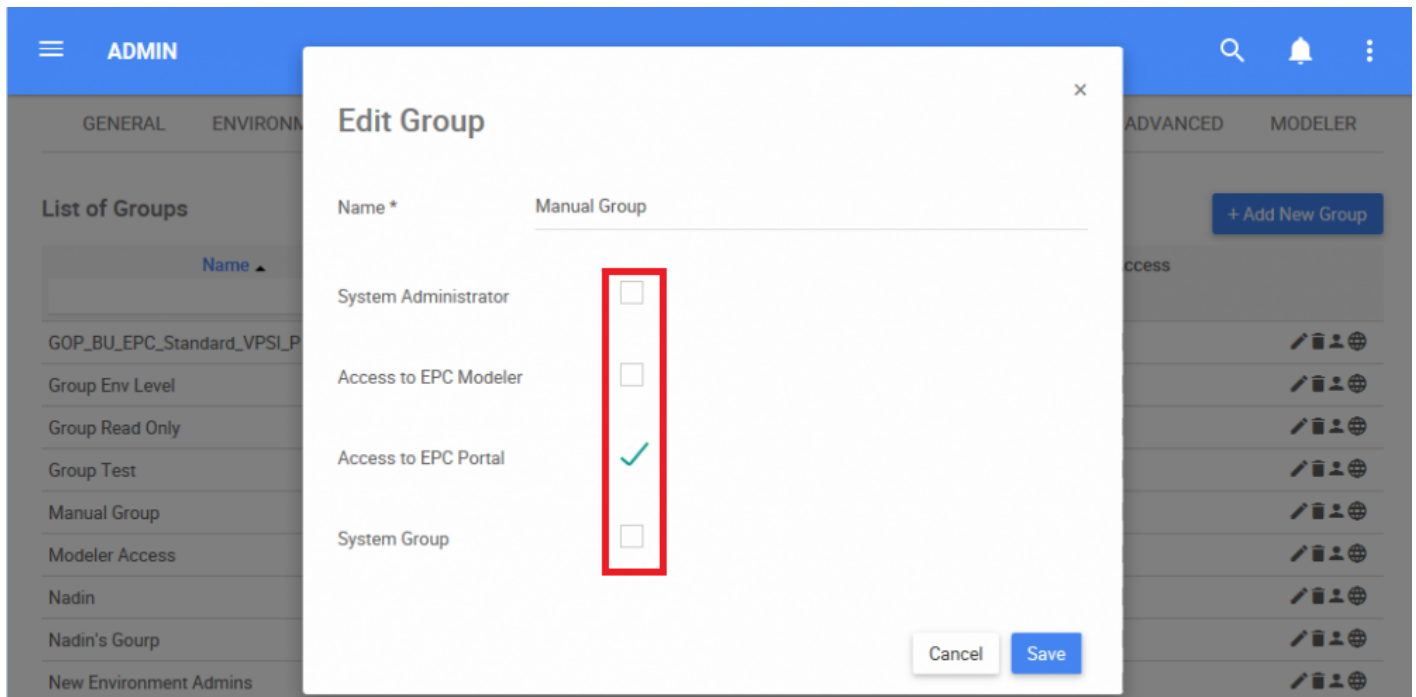 ADMIN
GENERAL ENVIRONM ADVANCED MODELER
Edit Group
×
List of Groups
+ Add New Group
Name * Manual Group
Name ccess
System Administrator
Access to EPC Modeler
Access to EPC Portal
System Group
GOP_BU_EPC_Standard_VPSI_P
Group Env Level
Group Read Only
Group Test
Manual Group
Modeler Access
Nadin
Nadin's Gourp
New Environment Admins
Cancel Save